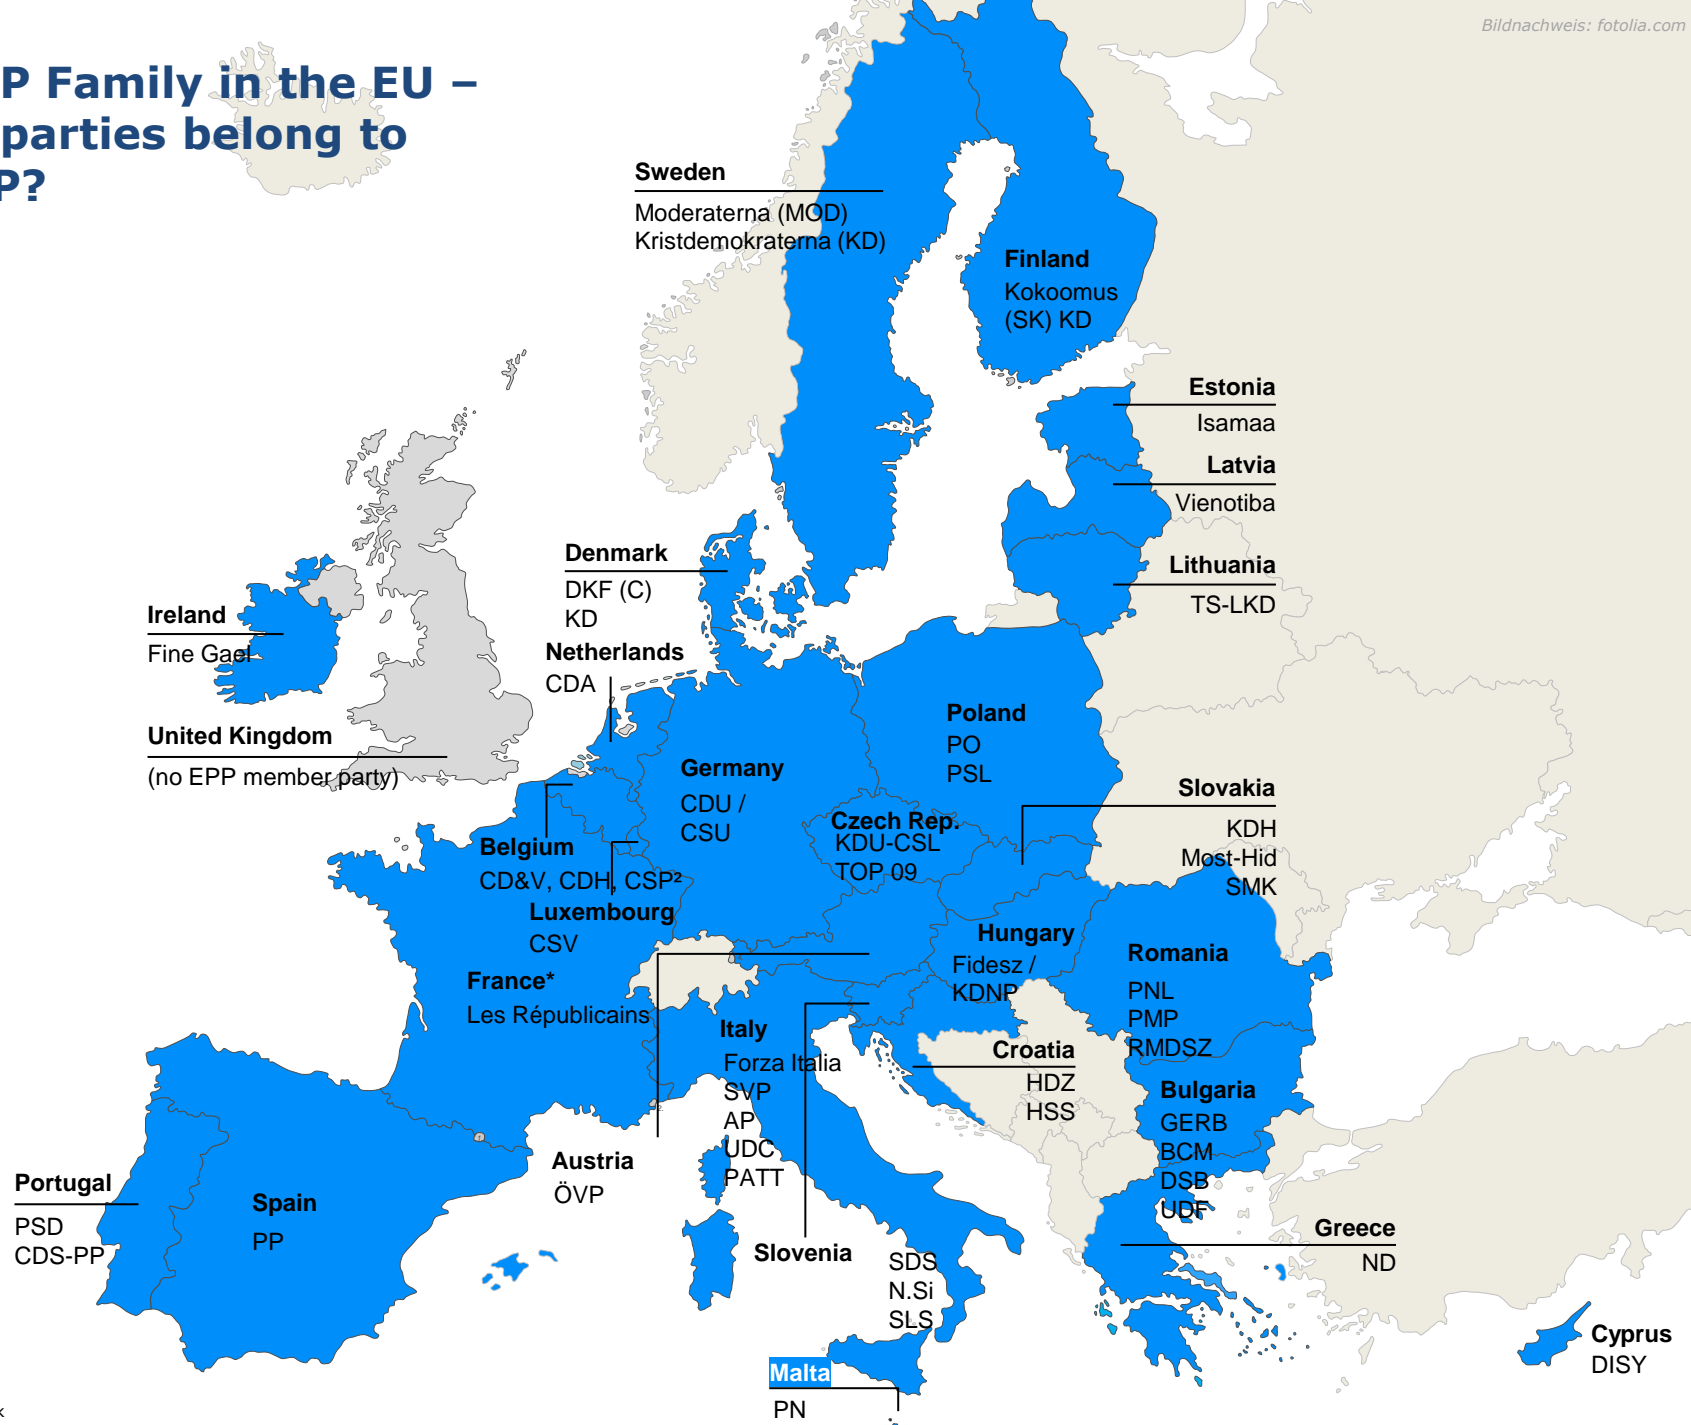 Bildnachweis: fotolia.com
P Family in the EU –
parties belong to
P?
Sweden
Moderaterna (MOD)
Kristdemokraterna (KD)
Finland
Kokoomus
(SK) KD
Estonia
Isamaa
Latvia
Vienotiba
Lithuania
TS-LKD
Denmark
DKF (C)
KD
Ireland
Fine Gael
Netherlands
CDA
United Kingdom
(no EPP member party)
Poland
PO
PSL
Germany
CDU /
CSU
Slovakia
KDH
Most-Hid
SMK
Czech Rep.
KDU-CSL
TOP 09
Belgium
CD&V, CDH, CSP²
Luxembourg
CSV
France*
Les Républicains
Hungary
Fidesz /
KDNP
Romania
PNL
PMP
RMDSZ
Italy
Forza Italia
SVP
AP
UDC
PATT
Croatia
HDZ
HSS
Bulgaria
GERB
BCM
DSB
UDF
Austria
ÖVP
Portugal
PSD
CDS-PP
Spain
PP
Slovenia
SDS
N.Si
SLS
Greece
ND
Cyprus
DISY
Malta
PN